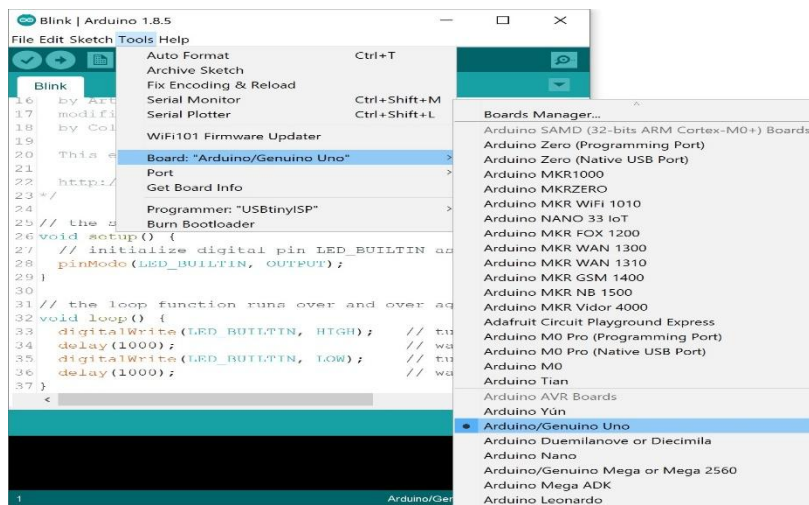 Blink | Arduino 1.8.5
File Edit Sketch Tools Help
Auto Format Ctrl+T
Archive Sketch
Fix Encoding & Reload
Serial Monitor Ctrl+Shift+M
Serial Plotter Ctrl+Shift+L
WiFi101 Firmware Updater
Board: "Arduino/Genuino Uno"
Port
Get Board Info
Programmer: "USBtinyISP"
Burn Bootloader
Blink
16 by
17 modifi
18 by Col
19
20 This e
21
22 http:/
23 */
24
25 // the s
26 void setup() {
27 // initialize digital pin LED_BUILTIN as
28 pinMode(LED_BUILTIN, OUTPUT);
29 }
30
31 // the loop function runs over and over ag
32 void loop() {
33 digitalWrite(LED_BUILTIN, HIGH); // tu
34 delay(1000); // wa
35 digitalWrite(LED_BUILTIN, LOW); // tu
36 delay(1000); // wa
37 }
1 Arduino/Gen
Boards Manager...
Arduino SAMD (32-bits ARM Cortex-M0+) Boards
Arduino Zero (Programming Port)
Arduino Zero (Native USB Port)
Arduino MKR1000
Arduino MKRZERO
Arduino MKR WiFi 1010
Arduino NANO 33 IoT
Arduino MKR FOX 1200
Arduino MKR WAN 1300
Arduino MKR WAN 1310
Arduino MKR GSM 1400
Arduino MKR NB 1500
Arduino MKR Vidor 4000
Adafruit Circuit Playground Express
Arduino M0 Pro (Programming Port)
Arduino M0 Pro (Native USB Port)
Arduino M0
Arduino Tian
Arduino AVR Boards
Arduino Yún
Arduino/Genuino Uno
Arduino Duemilanove or Diecimila
Arduino Nano
Arduino/Genuino Mega or Mega 2560
Arduino Mega ADK
Arduino Leonardo